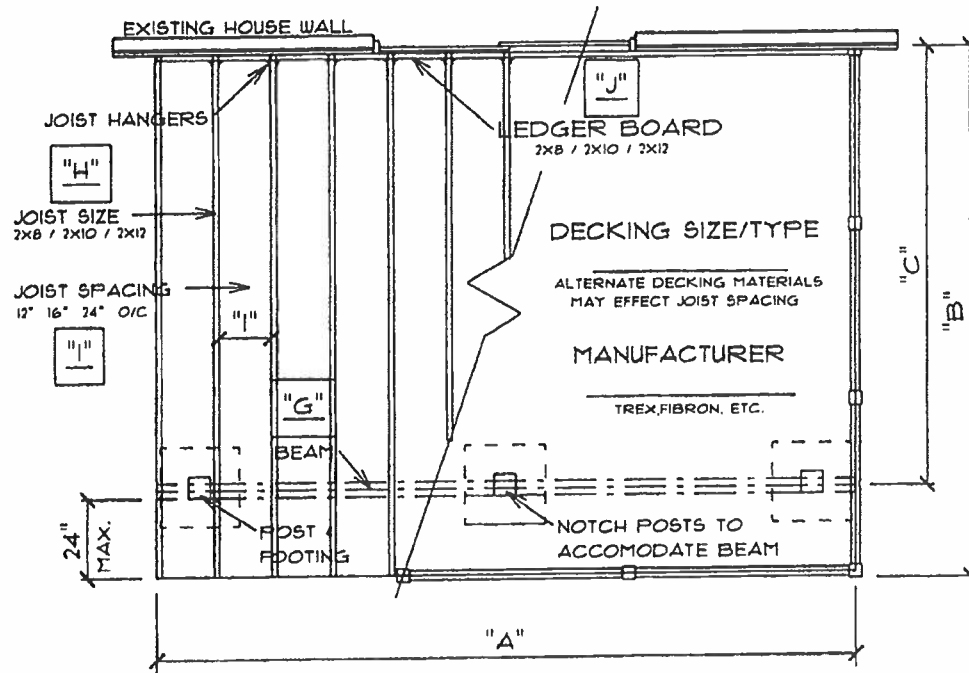 EXISTING HOUSE WALL
"J"
JOIST HANGERS
LEDGER BOARD
2X8 / 2X10 / 2X12
"H"
JOIST SIZE
2X8 / 2X10 / 2X12
DECKING SIZE/TYPE
"C"
"B"
ALTERNATE DECKING MATERIALS
MAY EFFECT JOIST SPACING
JOIST SPACING
12" 16" 24" O/C
"I"
"I"
MANUFACTURER
"G"
TREX,FIBRON, ETC.
BEAM
24"
MAX.
POST &
FOOTING
NOTCH POSTS TO
ACCOMODATE BEAM
"A"